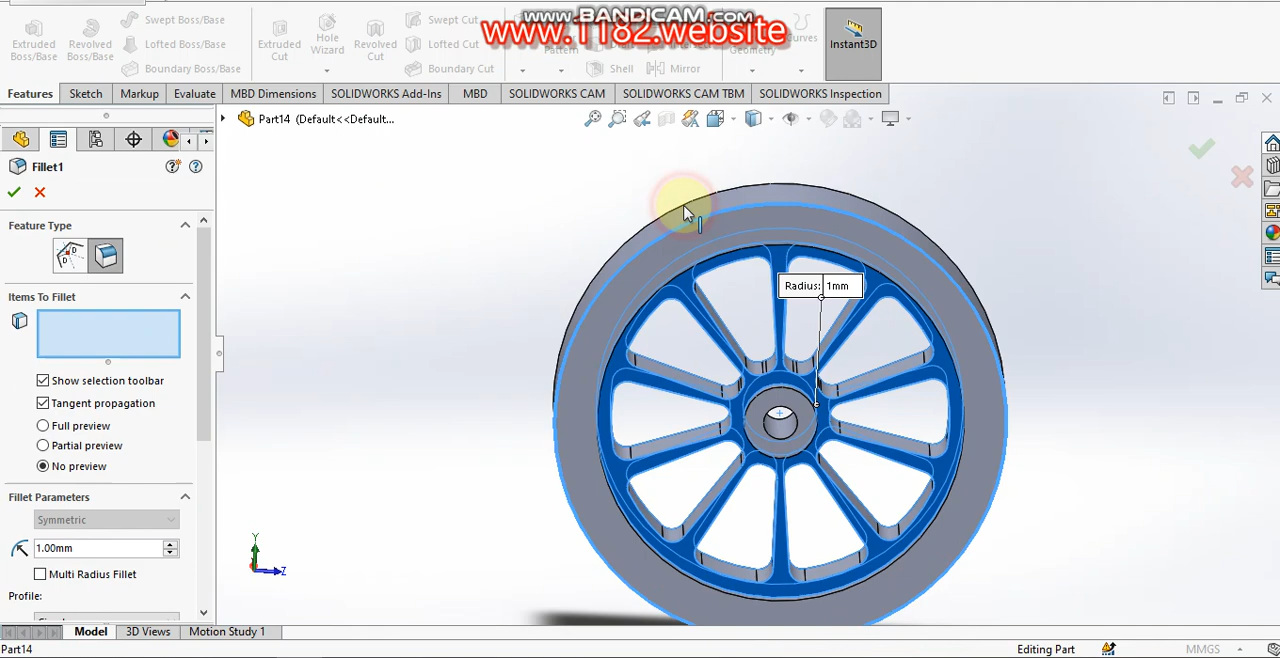 www.BANDICAM.com
www.1182.website
Extruded Boss/Base
Revolved Boss/Base
Swept Boss/Base
Lofted Boss/Base
Boundary Boss/Base
Extruded Cut
Hole Wizard
Revolved Cut
Swept Cut
Lofted Cut
Boundary Cut
Pattern
Shell
Mirror
Instant3D
Features
Sketch
Markup
Evaluate
MBD Dimensions
SOLIDWORKS Add-Ins
MBD
SOLIDWORKS CAM
SOLIDWORKS CAM TBM
SOLIDWORKS Inspection
Part14 (Default<<Default...
Fillet1
Feature Type
Items To Fillet
Show selection toolbar
Tangent propagation
Full preview
Partial preview
No preview
Fillet Parameters
Symmetric
1.00mm
Multi Radius Fillet
Profile:
Radius: 1mm
Y
Z
Model
3D Views
Motion Study 1
Part14
Editing Part
MMGS